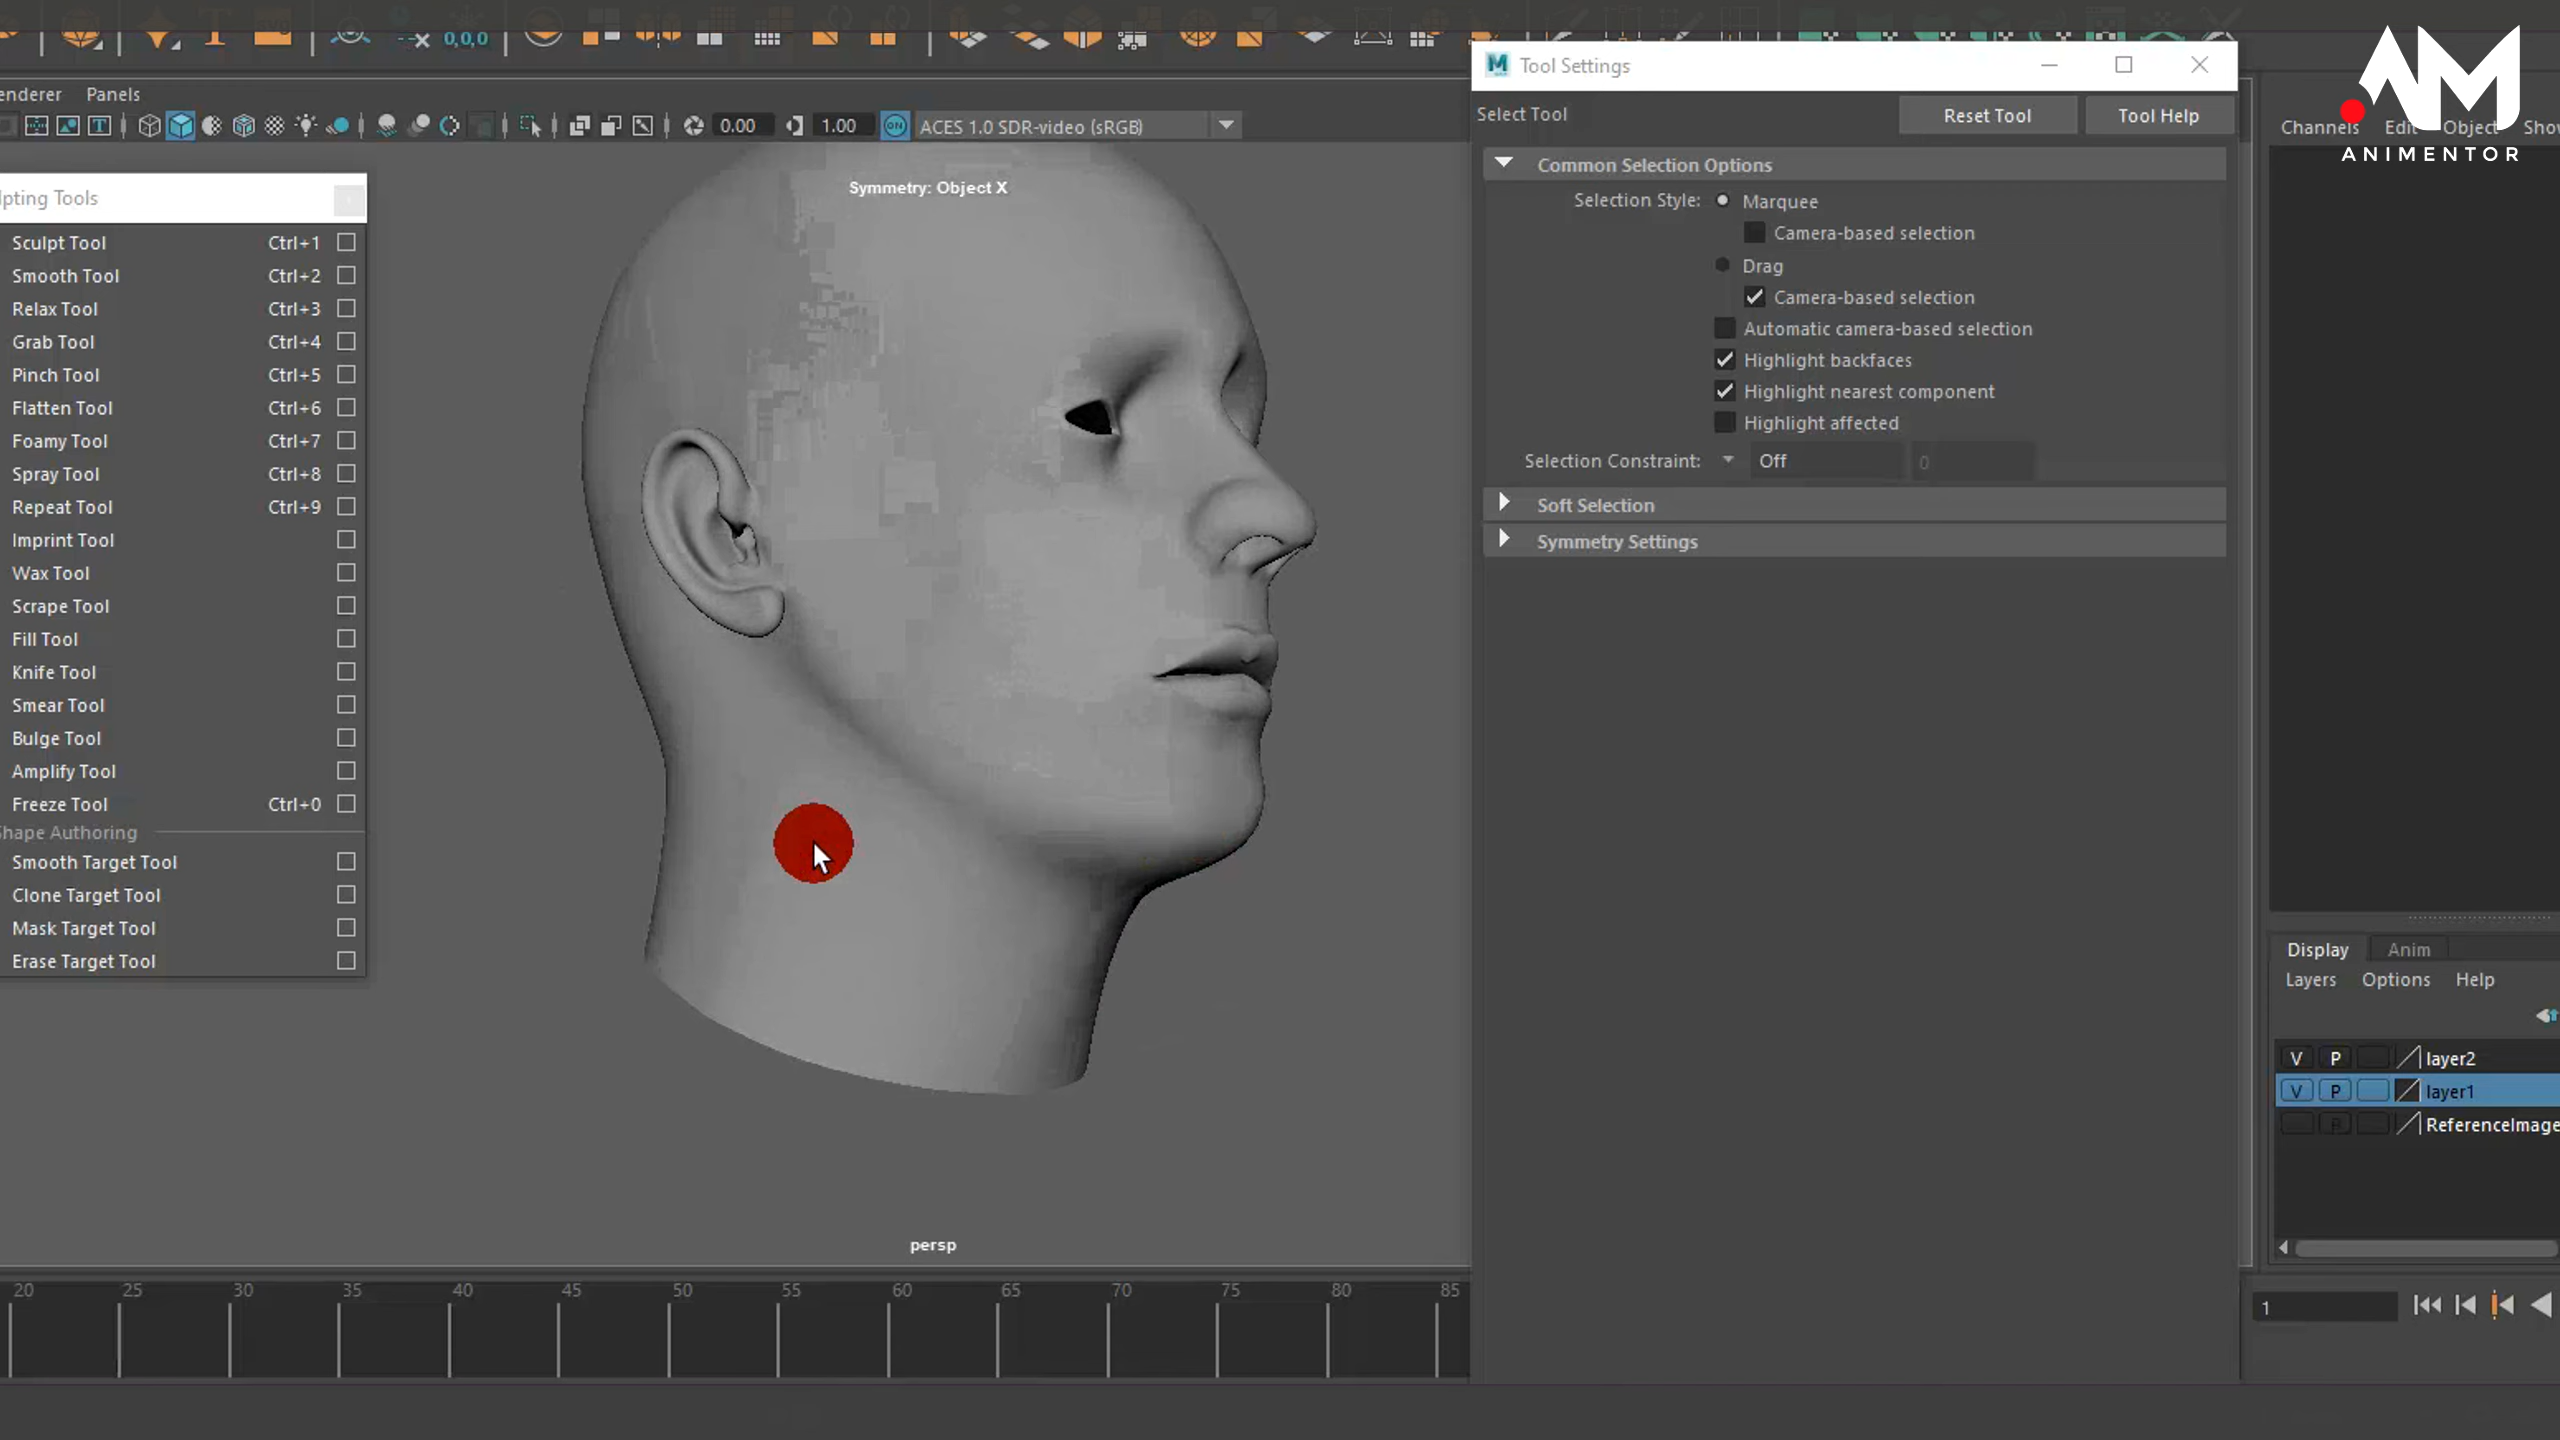 0,0,0
enderer Panels
0.00 1.00 ON ACES 1.0 SDR-video (sRGB)
Symmetry: Object X
pting Tools
Sculpt Tool Ctrl+1
Smooth Tool Ctrl+2
Relax Tool Ctrl+3
Grab Tool Ctrl+4
Pinch Tool Ctrl+5
Flatten Tool Ctrl+6
Foamy Tool Ctrl+7
Spray Tool Ctrl+8
Repeat Tool Ctrl+9
Imprint Tool
Wax Tool
Scrape Tool
Fill Tool
Knife Tool
Smear Tool
Bulge Tool
Amplify Tool
Freeze Tool Ctrl+0
Shape Authoring
Smooth Target Tool
Clone Target Tool
Mask Target Tool
Erase Target Tool
persp
20 25 30 35 40 45 50 55 60 65 70 75 80 85
M Tool Settings
Select Tool Reset Tool Tool Help
Common Selection Options
Selection Style: Marquee
Camera-based selection
Drag
Camera-based selection
Automatic camera-based selection
Highlight backfaces
Highlight nearest component
Highlight affected
Selection Constraint: Off 0
Soft Selection
Symmetry Settings
AM
ANIMENTOR
Channels Edit Object Show
Display Anim
Layers Options Help
V P layer2
V P layer1
P ReferenceImage
1